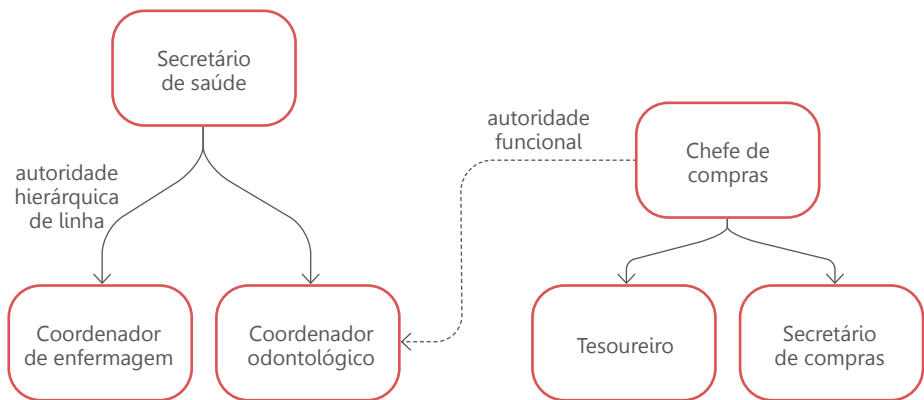 Secretário
de saúde
autoridade
funcional
Chefe de
compras
autoridade
hierárquica
de linha
Coordenador
de enfermagem
Coordenador
odontológico
Tesoureiro
Secretário
de compras